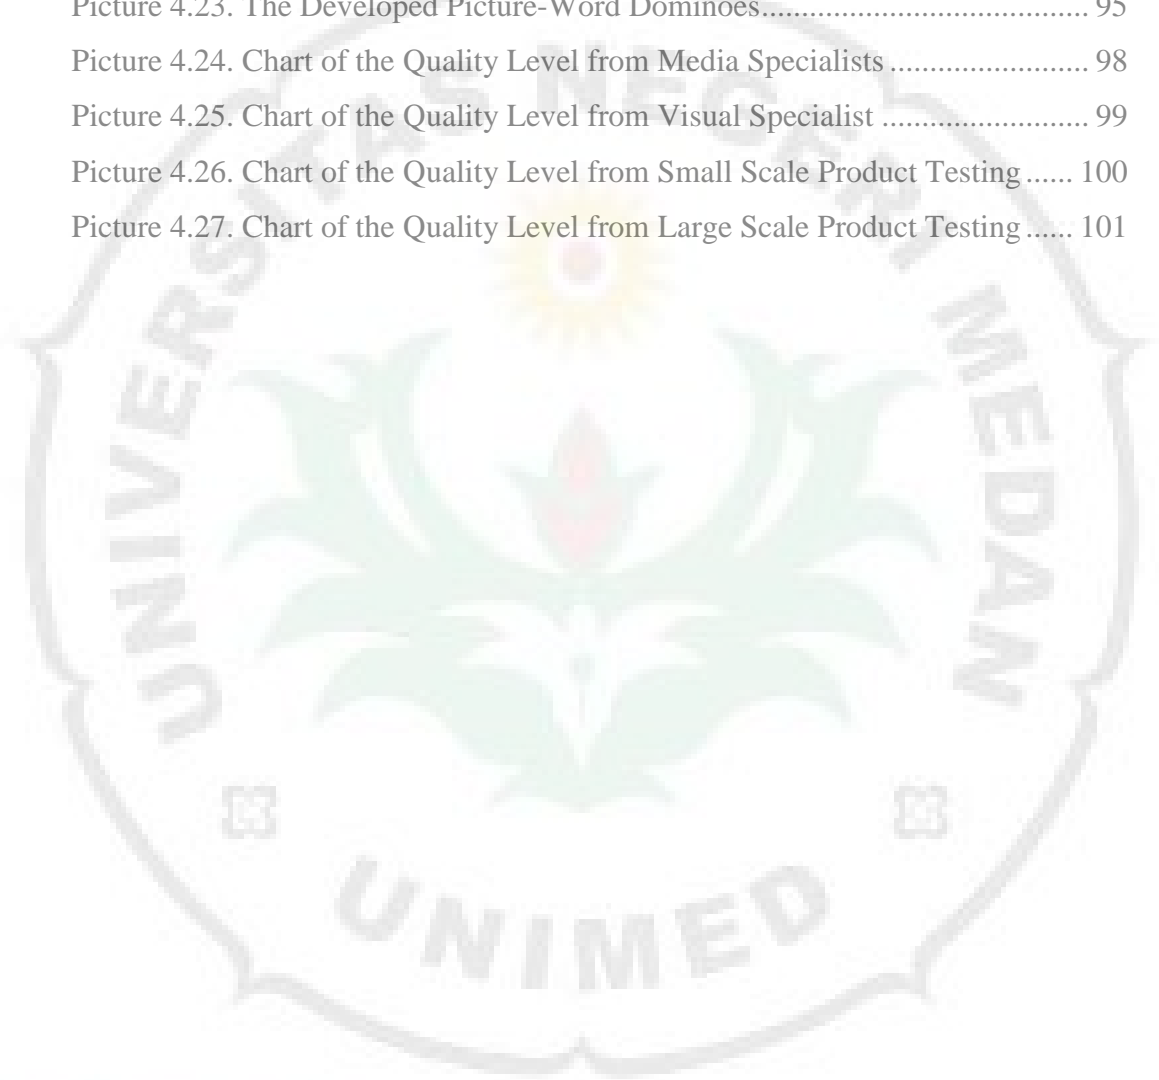 Picture 4.23. The Developed Picture-Word Dominoes..................................... 95
Picture 4.24. Chart of the Quality Level from Media Specialists ......................... 98
Picture 4.25. Chart of the Quality Level from Visual Specialist .......................... 99
Picture 4.26. Chart of the Quality Level from Small Scale Product Testing ...... 100
Picture 4.27. Chart of the Quality Level from Large Scale Product Testing ...... 101
UNIVERSITAS NEGERI MEDAN
UNIMED